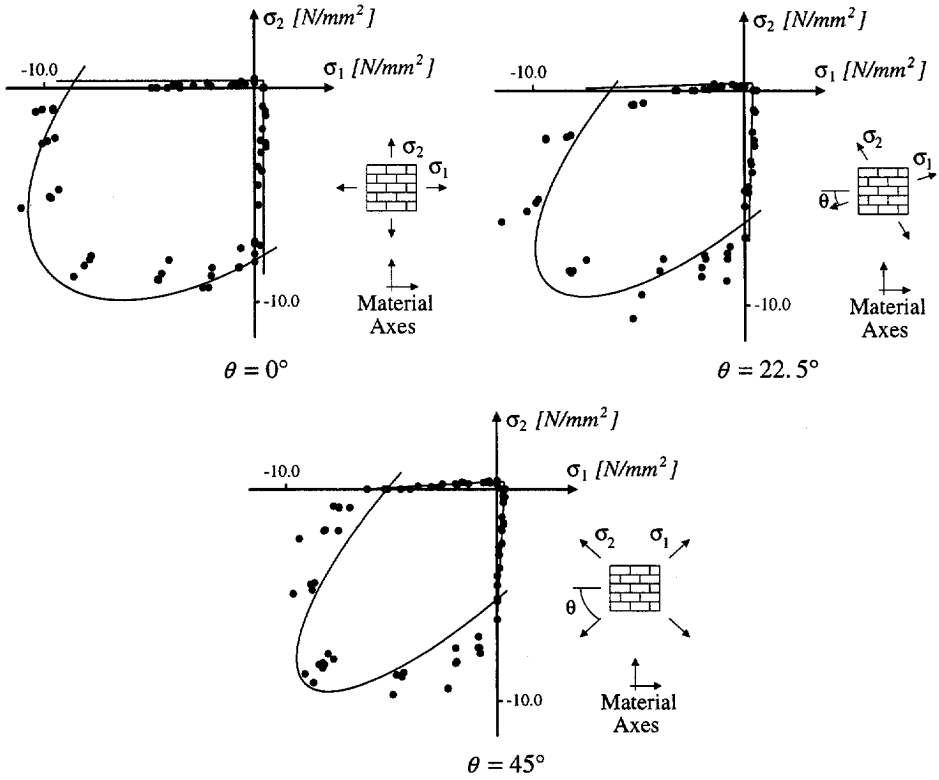 σ₂ [N/mm²]
-10.0
σ₁ [N/mm²]
σ₂
σ₁
-10.0
Material
Axes
θ = 0°
σ₂ [N/mm²]
-10.0
σ₁ [N/mm²]
σ₂
σ₁
θ
-10.0
Material
Axes
θ = 22.5°
σ₂ [N/mm²]
-10.0
σ₁ [N/mm²]
σ₂
σ₁
θ
-10.0
Material
Axes
θ = 45°